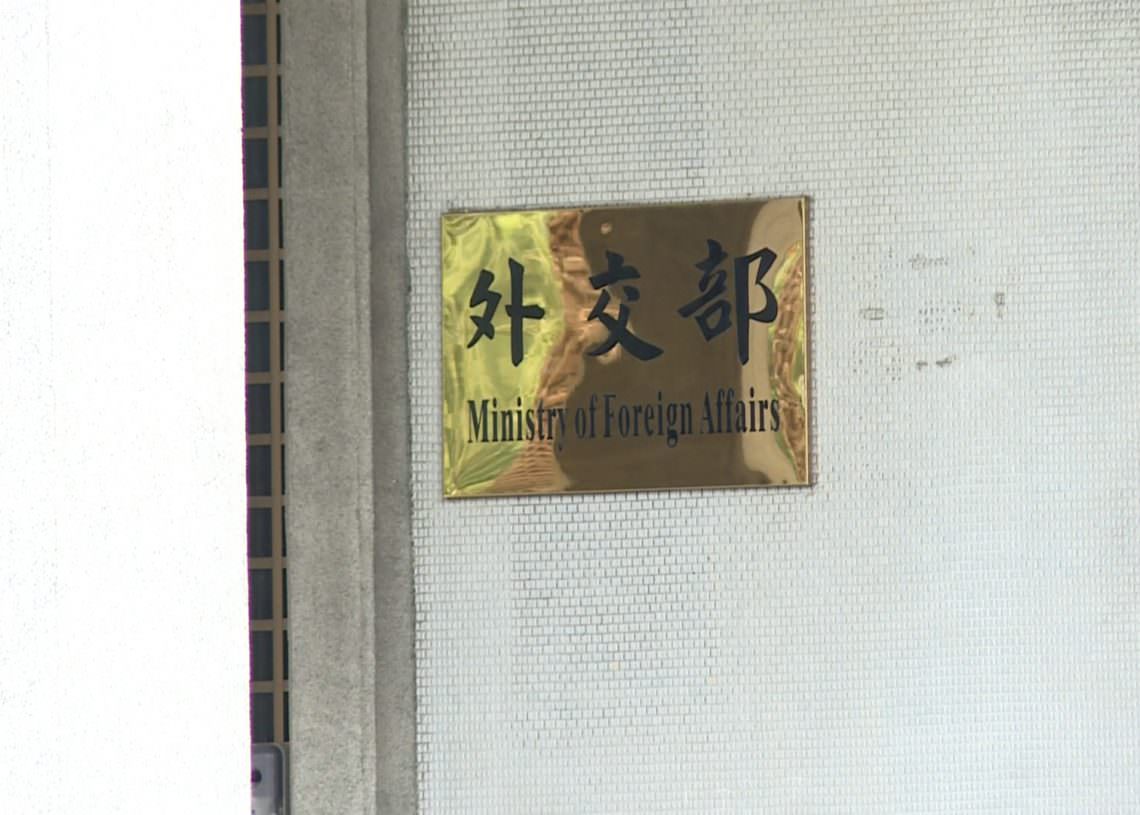 外交部
Ministry of Foreign Affairs